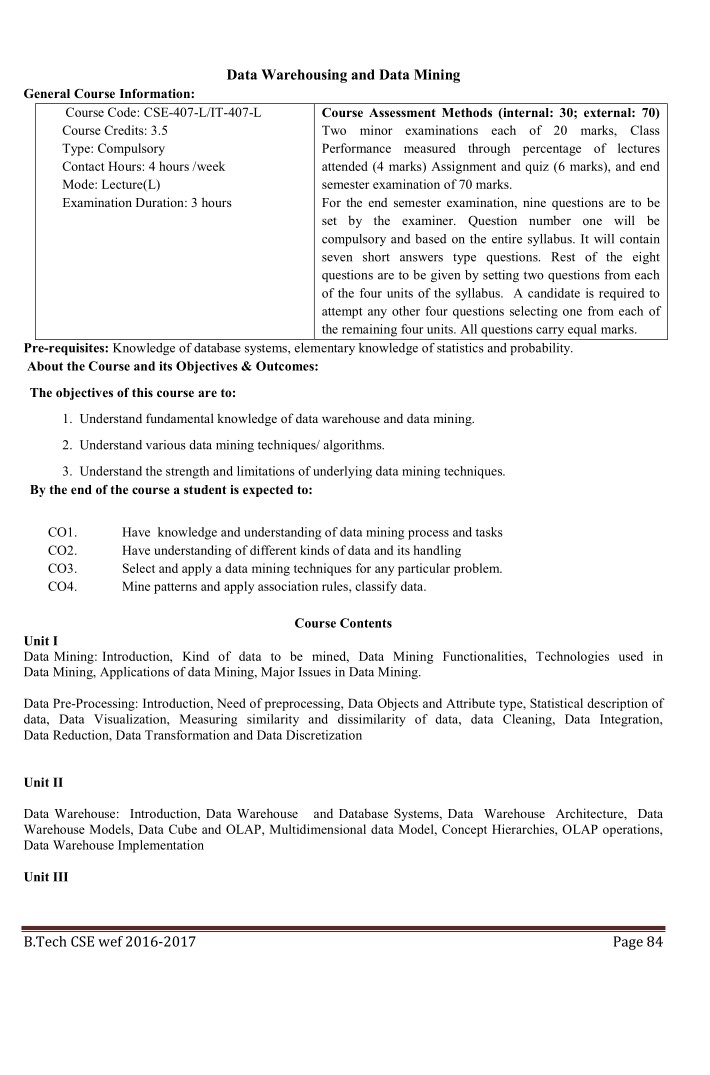 Data Warehousing and Data Mining
General Course Information:
Course Code: CSE-407-L/IT-407-L
Course Credits: 3.5
Type: Compulsory
Contact Hours: 4 hours /week
Mode: Lecture(L)
Examination Duration: 3 hours
Course Assessment Methods (internal: 30; external: 70)
Two minor examinations each of 20 marks, Class
Performance measured through percentage of lectures
attended (4 marks) Assignment and quiz (6 marks), and end
semester examination of 70 marks.
For the end semester examination, nine questions are to be
set by the examiner. Question number one will be
compulsory and based on the entire syllabus. It will contain
seven short answers type questions. Rest of the eight
questions are to be given by setting two questions from each
of the four units of the syllabus. A candidate is required to
attempt any other four questions selecting one from each of
the remaining four units. All questions carry equal marks.
Pre-requisites: Knowledge of database systems, elementary knowledge of statistics and probability.
About the Course and its Objectives & Outcomes:
The objectives of this course are to:
1. Understand fundamental knowledge of data warehouse and data mining.
2. Understand various data mining techniques/ algorithms.
3. Understand the strength and limitations of underlying data mining techniques.
By the end of the course a student is expected to:
CO1. Have knowledge and understanding of data mining process and tasks
CO2. Have understanding of different kinds of data and its handling
CO3. Select and apply a data mining techniques for any particular problem.
CO4. Mine patterns and apply association rules, classify data.
Course Contents
Unit I
Data Mining: Introduction, Kind of data to be mined, Data Mining Functionalities, Technologies used in
Data Mining, Applications of data Mining, Major Issues in Data Mining.
Data Pre-Processing: Introduction, Need of preprocessing, Data Objects and Attribute type, Statistical description of
data, Data Visualization, Measuring similarity and dissimilarity of data, data Cleaning, Data Integration,
Data Reduction, Data Transformation and Data Discretization
Unit II
Data Warehouse: Introduction, Data Warehouse and Database Systems, Data Warehouse Architecture, Data
Warehouse Models, Data Cube and OLAP, Multidimensional data Model, Concept Hierarchies, OLAP operations,
Data Warehouse Implementation
Unit III
B.Tech CSE wef 2016-2017 Page 84